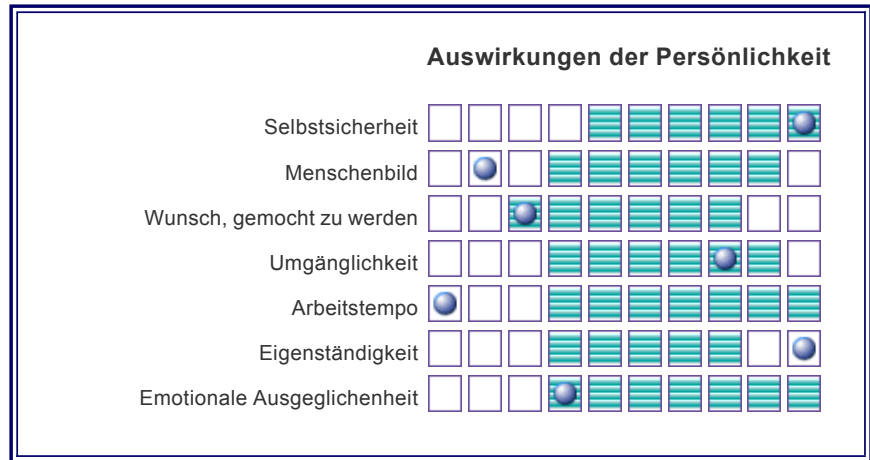 Auswirkungen der Persönlichkeit
Selbstsicherheit
Menschenbild
Wunsch, gemocht zu werden
Umgänglichkeit
Arbeitstempo
Eigenständigkeit
Emotionale Ausgeglichenheit